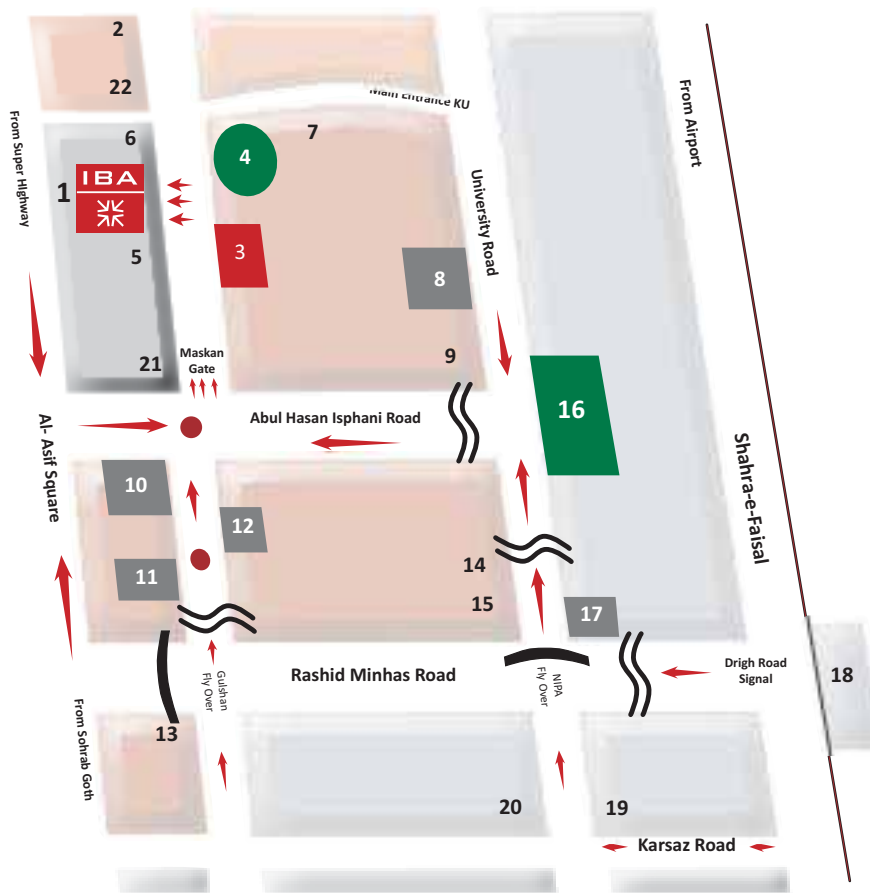 2
22
Main Entrance KU
From Super Highway
From Airport
6
7
4
1
IBA
3
5
University Road
8
21
Maskan
Gate
9
16
Abul Hasan Isphani Road
Al- Asif Square
Shahra-e-Faisal
10
12
11
14
15
17
Gulshan
Fly Over
Rashid Minhas Road
NIPA
Fly Over
Drigh Road
Signal
18
From Sohrab Goth
13
20
19
Karsaz Road